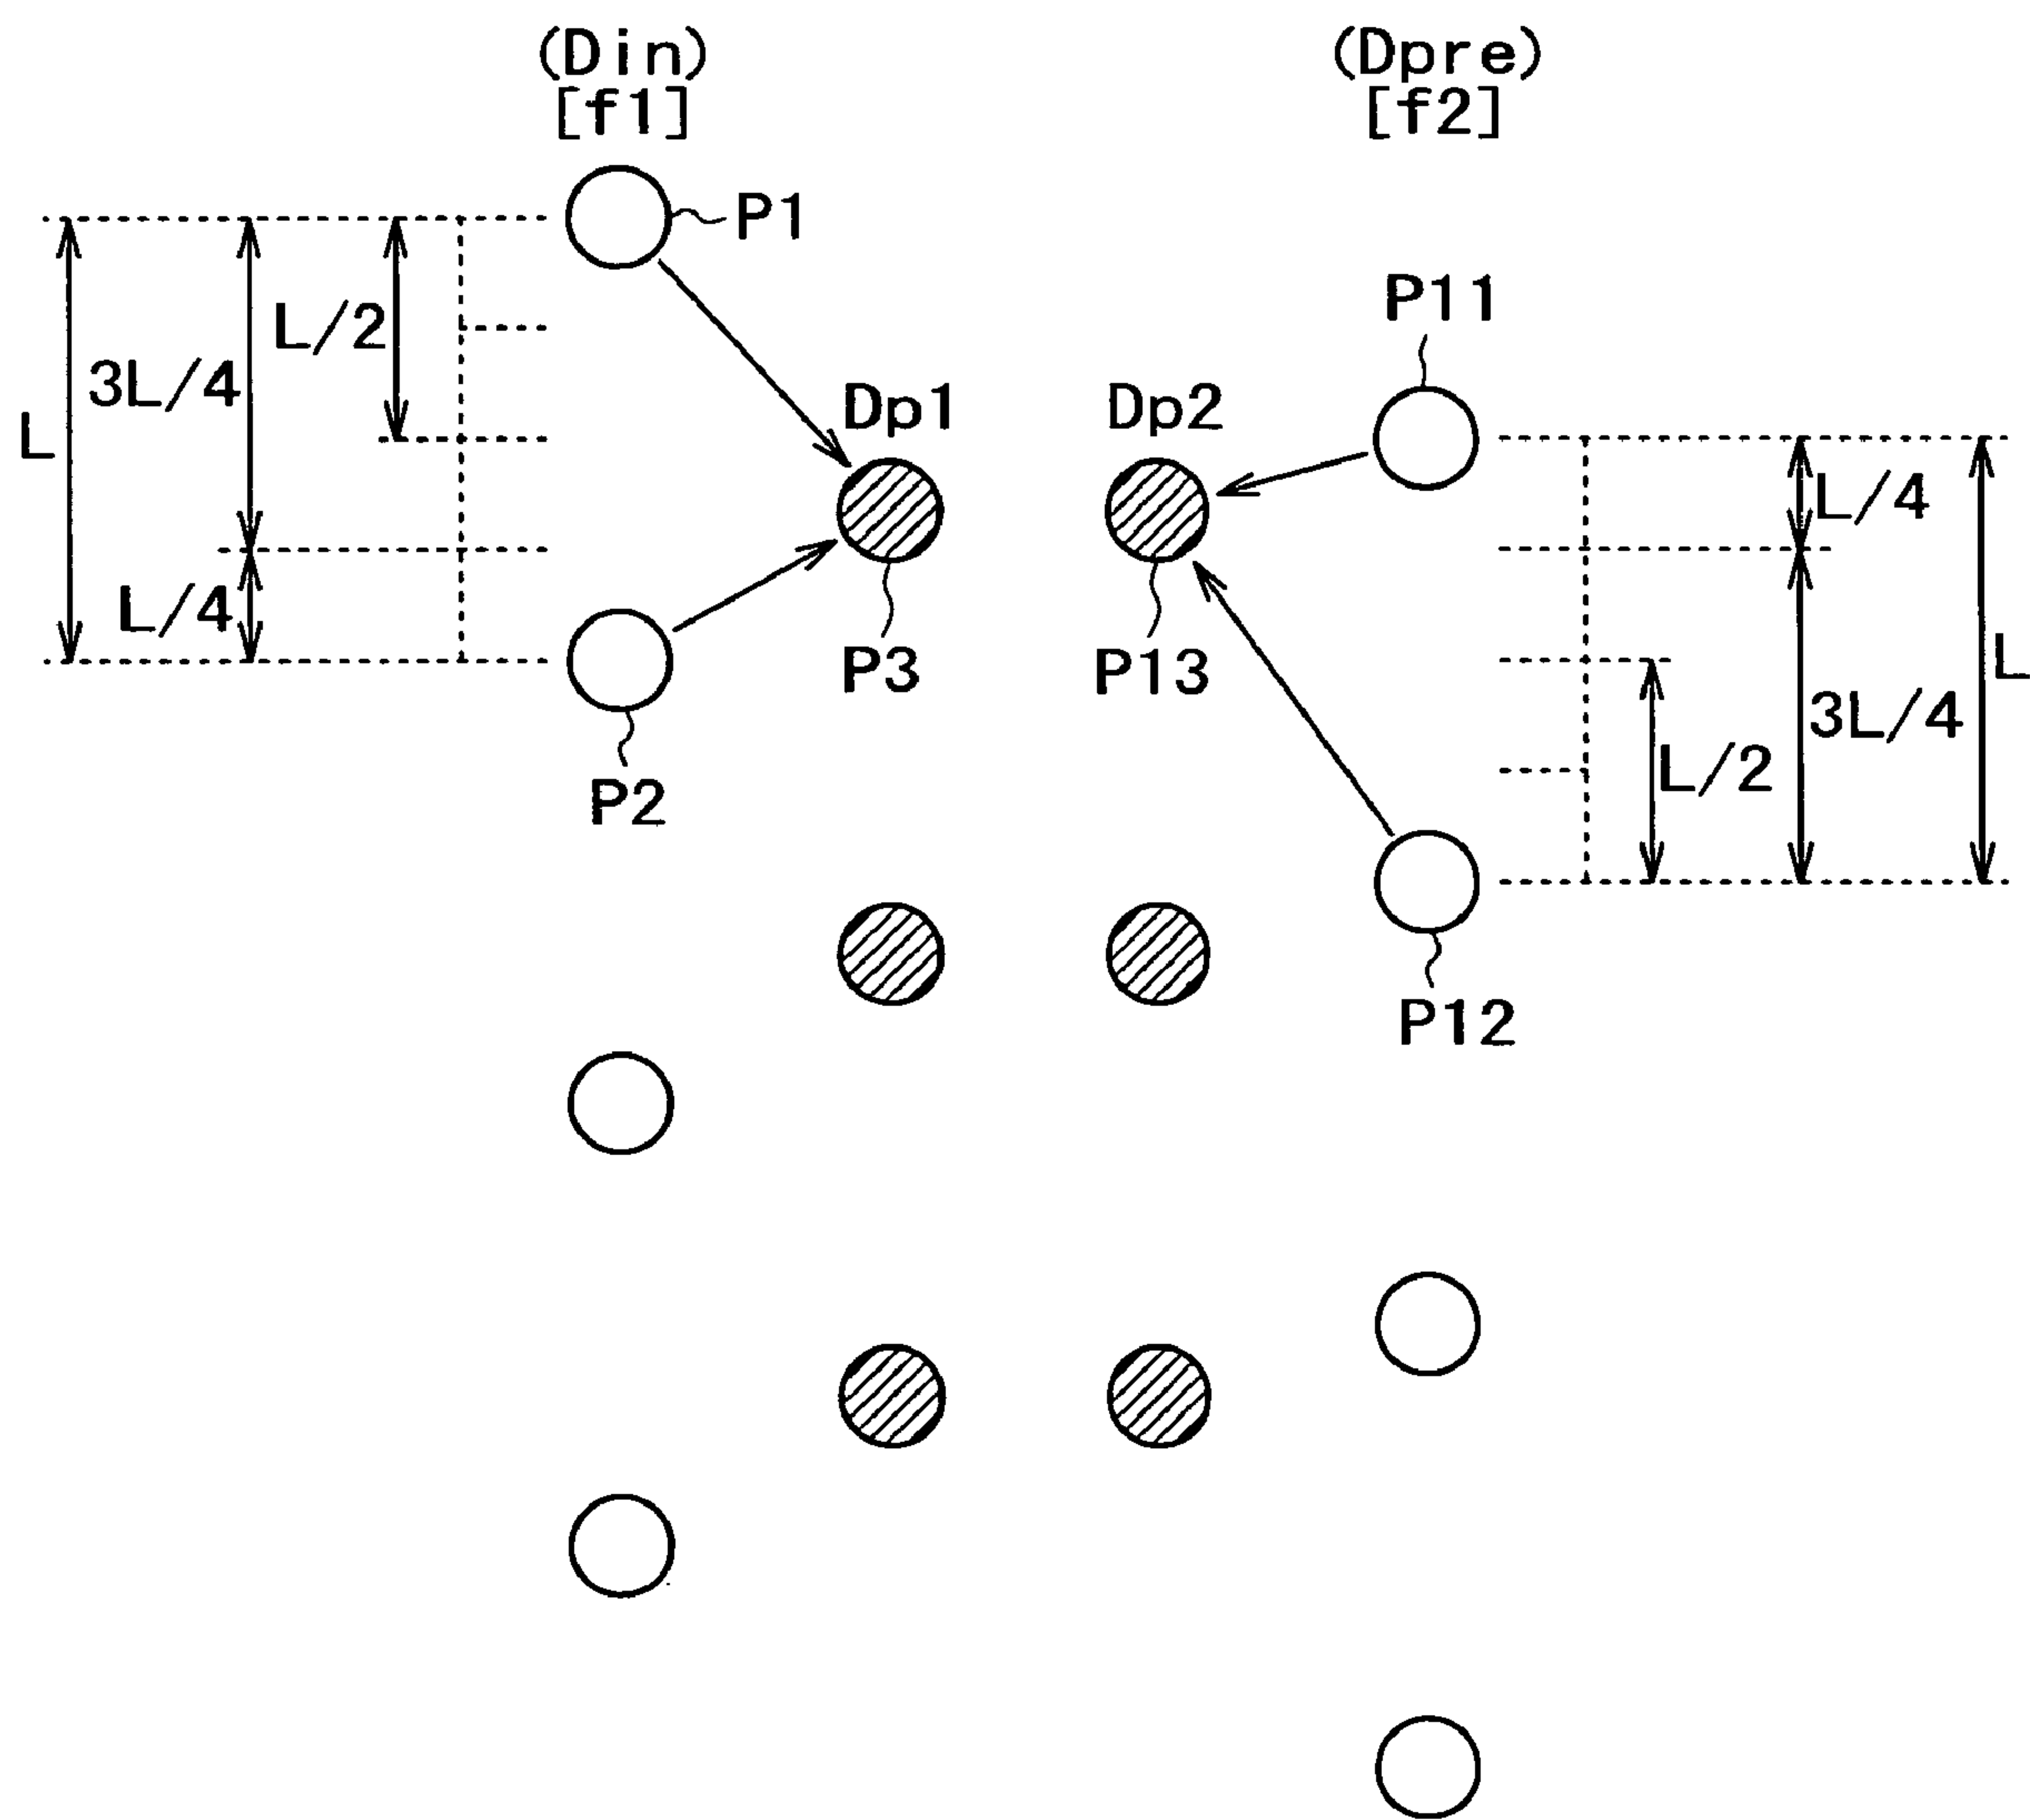 (Din)
[f1]
(Dpre)
[f2]
P1
P11
L/2
3L/4
L
Dp1
Dp2
L/4
L/4
P3
P13
L
3L/4
L/2
P2
P12